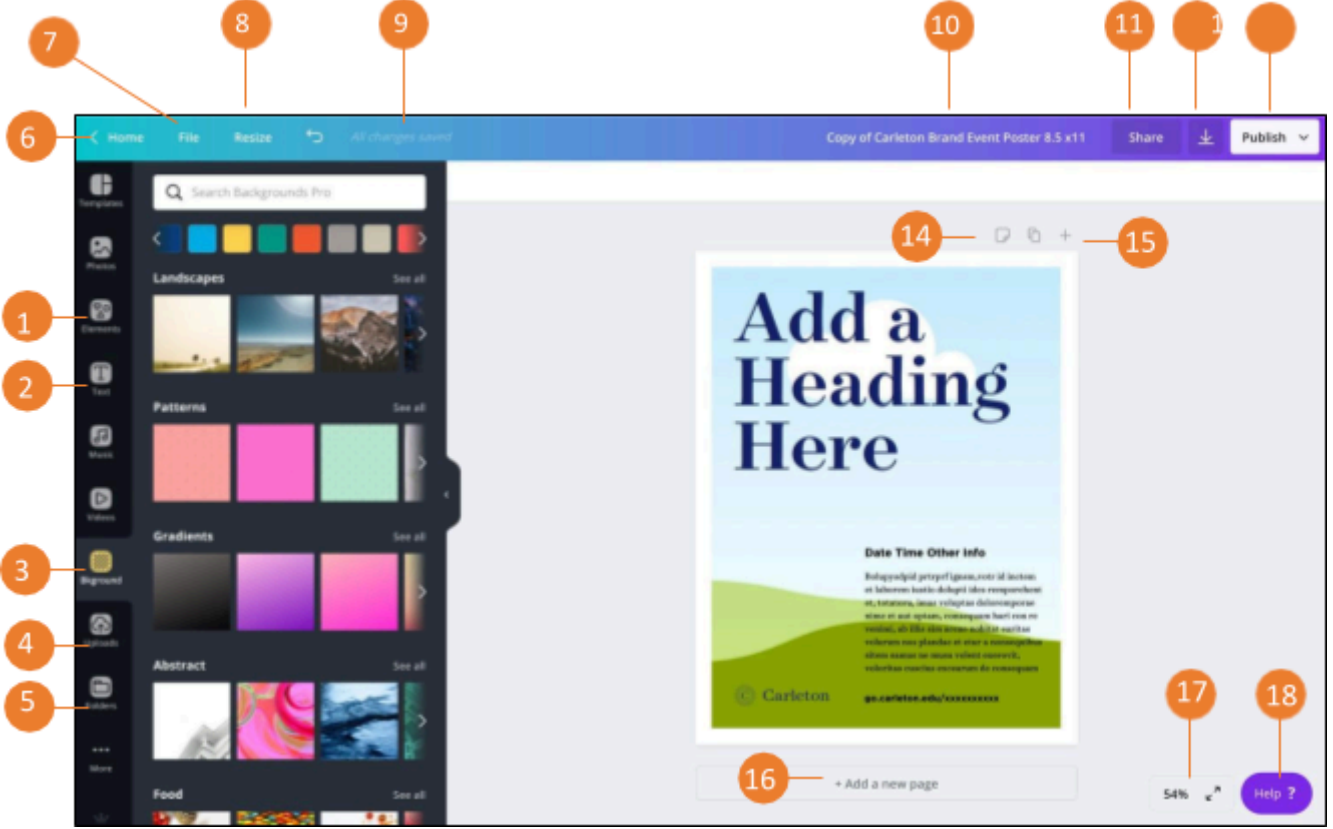 8
9
10
11
1
7
6
Home
File
Resize
All changes saved
Copy of Carleton Brand Event Poster 8.5 x11
Share
Publish
Templates
Search Backgrounds Pro
Photos
14
15
Landscapes
See all
1
Elements
Add a
Heading
Here
2
Text
Patterns
See all
Music
Videos
Gradients
See all
3
Bkground
Date Time Other Info
4
Uploads
Abstract
See all
5
Folders
Carleton
go.carleton.edu/xxxxxxxxxx
17
18
More
16
+ Add a new page
Food
See all
54%
Help ?